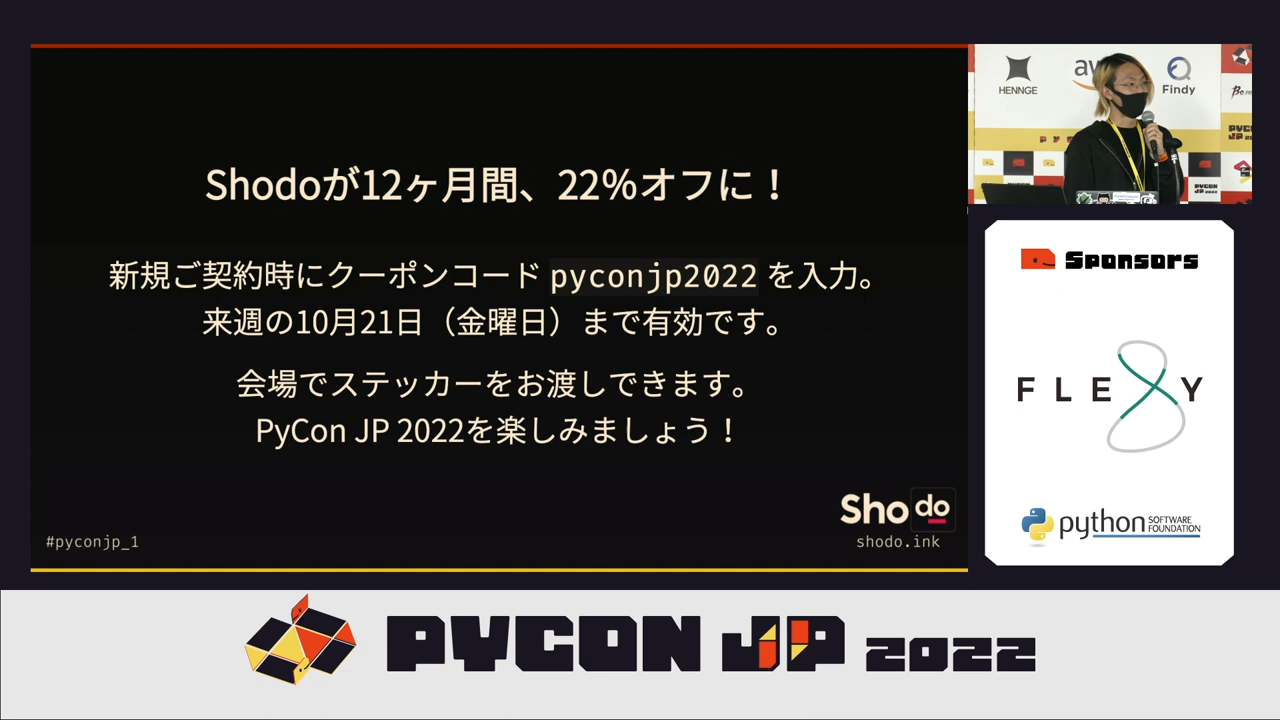 Shodoが12ヶ月間、22%オフに！
新規ご契約時にクーポンコード pyconjp2022 を入力。
来週の10月21日（金曜日）まで有効です。
会場でステッカーをお渡しできます。
PyCon JP 2022を楽しみましょう！
Shodo
#pyconjp_1
shodo.ink
HENNGE
aw
Findy
PYCON
JP 2022
Sponsors
FLEXY
python SOFTWARE
FOUNDATION
PYCON JP 2022